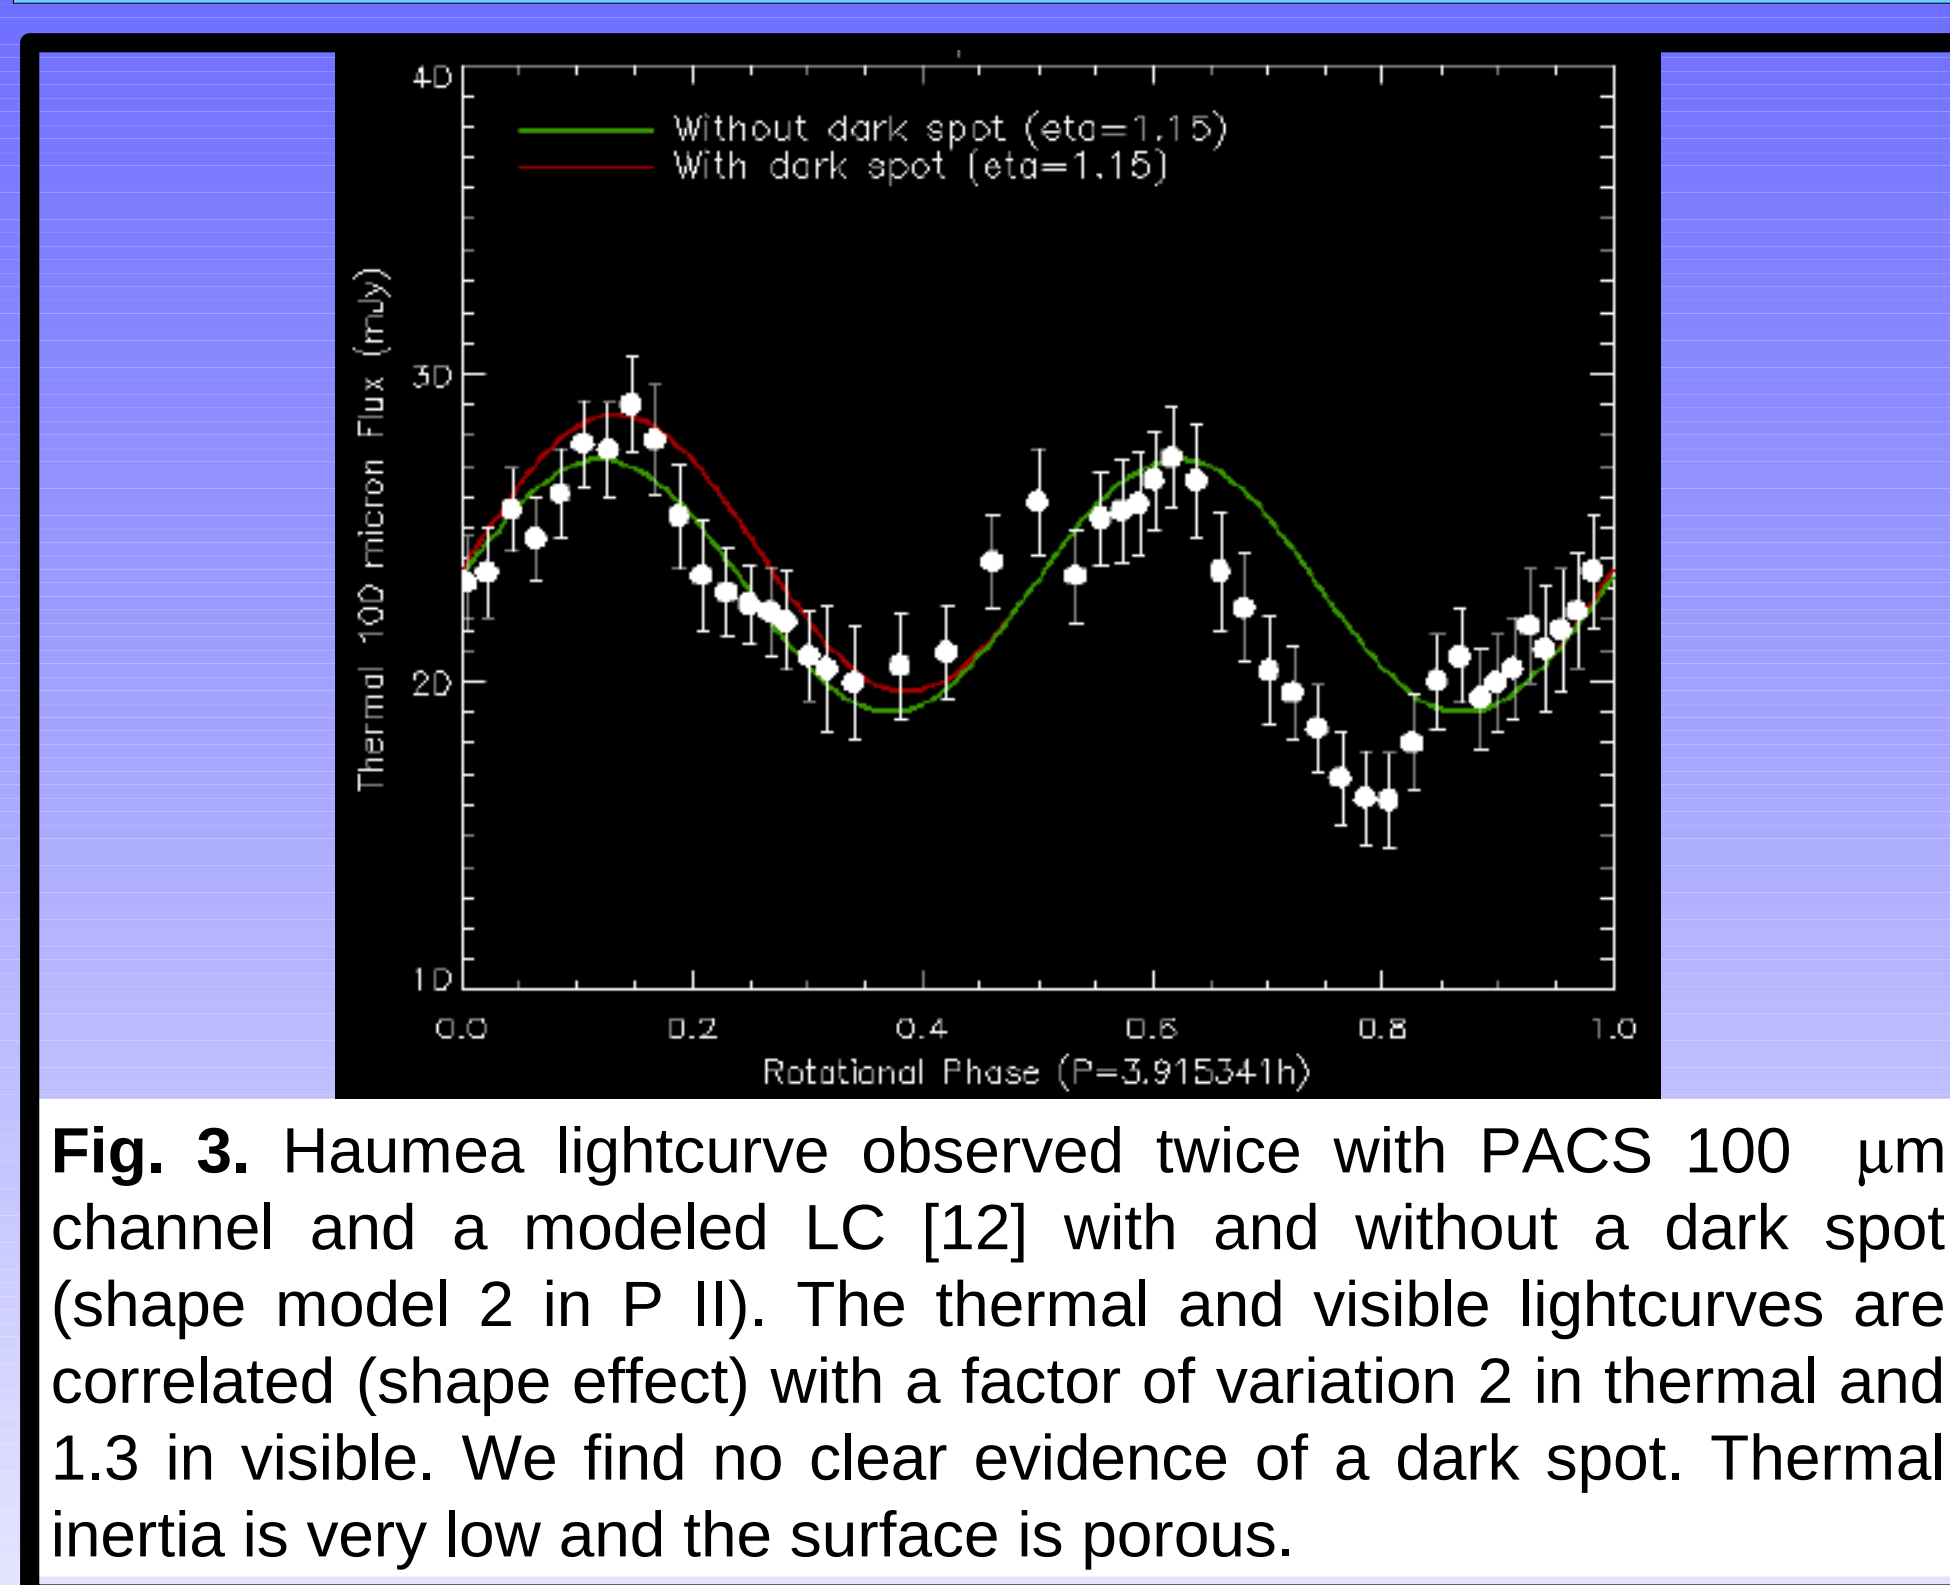 40
Without dark spot (eta=1.15)
With dark spot (eta=1.15)
30
20
10
Thermal 100 micron Flux (mJy)
0.0 0.2 0.4 0.6 0.8 1.0
Rotational Phase (P=3.915341h)
Fig. 3. Haumea lightcurve observed twice with PACS 100 μm
channel and a modeled LC [12] with and without a dark spot
(shape model 2 in P II). The thermal and visible lightcurves are
correlated (shape effect) with a factor of variation 2 in thermal and
1.3 in visible. We find no clear evidence of a dark spot. Thermal
inertia is very low and the surface is porous.